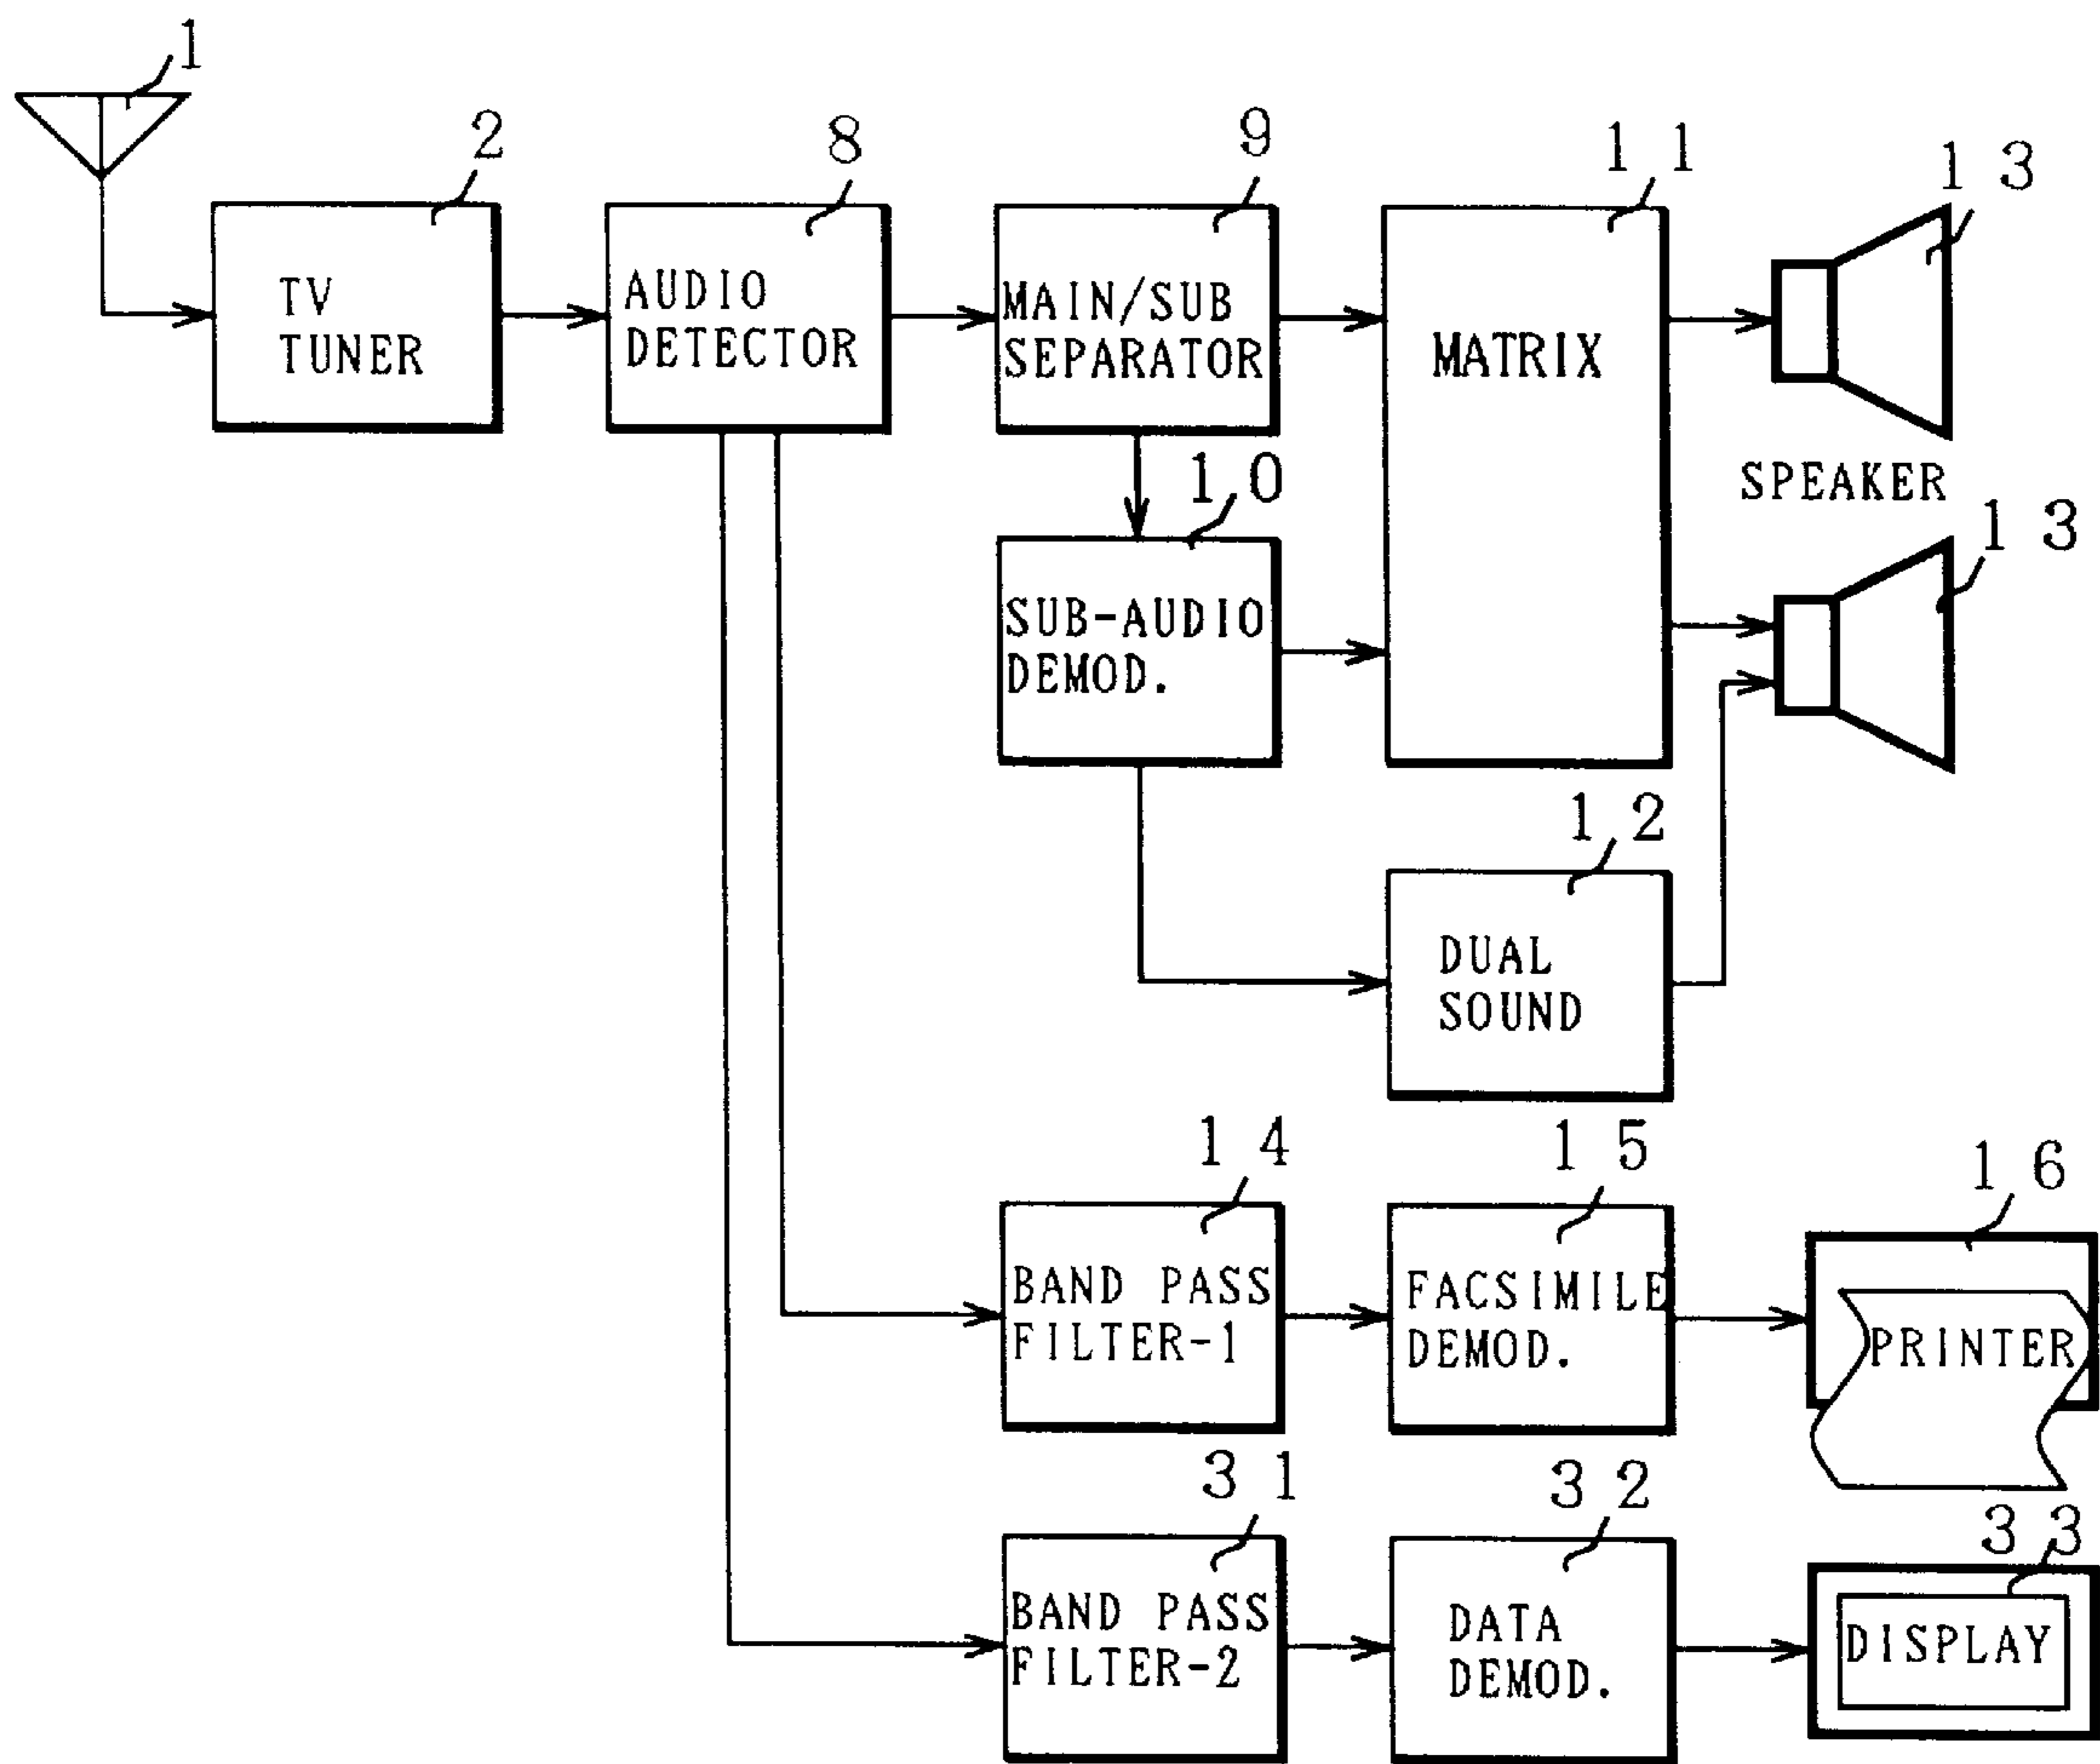 1
2
8
9
1 1
1 3
TV
TUNER
AUDIO
DETECTOR
MAIN/SUB
SEPARATOR
MATRIX
SPEAKER
1 0
1 3
SUB-AUDIO
DEMOD.
1 2
DUAL
SOUND
1 4
1 5
1 6
BAND PASS
FILTER-1
FACSIMILE
DEMOD.
PRINTER
3 1
3 2
3 3
BAND PASS
FILTER-2
DATA
DEMOD.
DISPLAY